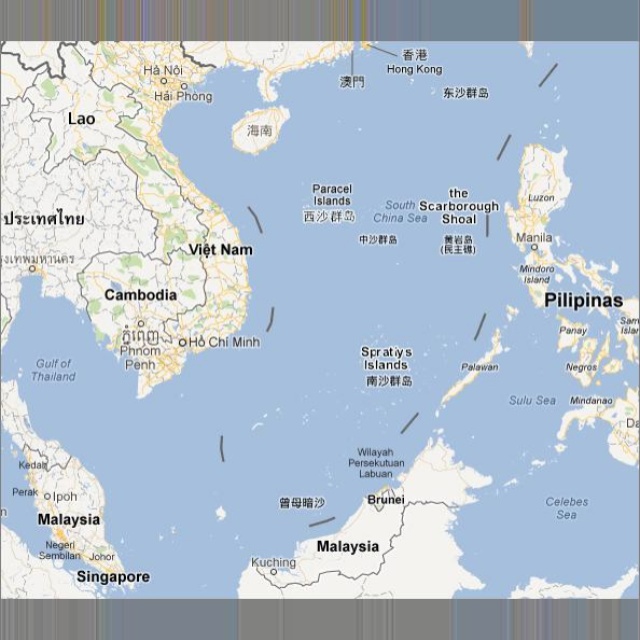 香港
Hong Kong
澳門
Hà Nội
Hải Phòng
东沙群岛
Lao
海南
Paracel
Islands
西沙群岛
the
Scarborough
Shoal
South
China Sea
Luzon
ประเทศไทย
中沙群岛
黄岩岛
(民主礁)
Manila
Việt Nam
Mindoro
Island
Cambodia
Pilipinas
ភ្នំពេញ
Phnom
Penh
Hồ Chí Minh
Panay
Spratlys
Islands
南沙群岛
Gulf of
Thailand
Palawan
Negros
Sulu Sea
Mindanao
Wilayah
Persekutuan
Labuan
Kedah
Perak
Ipoh
Brunei
曾母暗沙
Celebes
Sea
Malaysia
Negeri
Sembilan
Johor
Malaysia
Kuching
Singapore